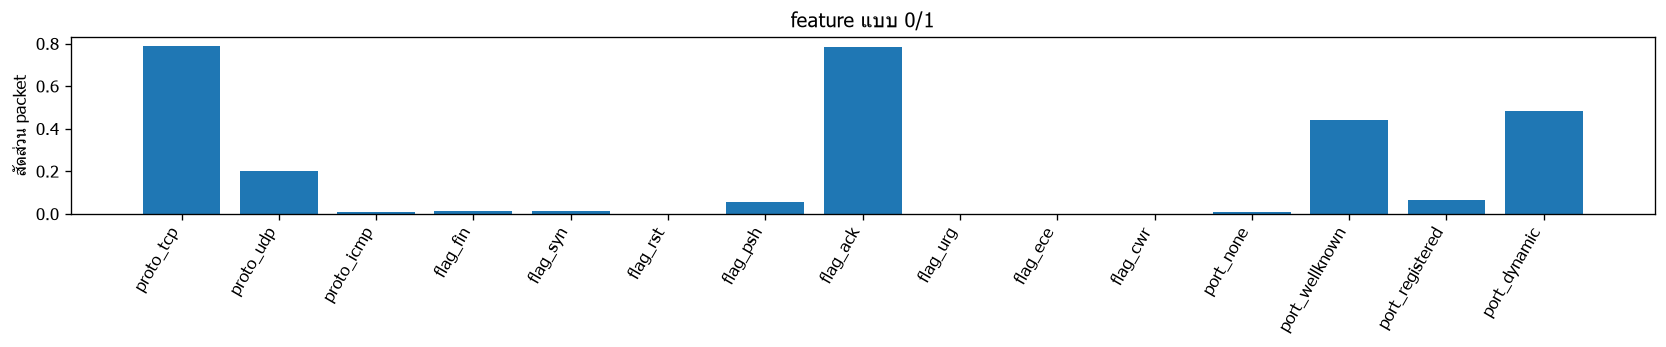 feature แบบ 0/1
สัดส่วน packet
0.8
0.6
0.4
0.2
0.0
proto_tcp
proto_udp
proto_icmp
flag_fin
flag_syn
flag_rst
flag_psh
flag_ack
flag_urg
flag_ece
flag_cwr
port_none
port_wellknown
port_registered
port_dynamic